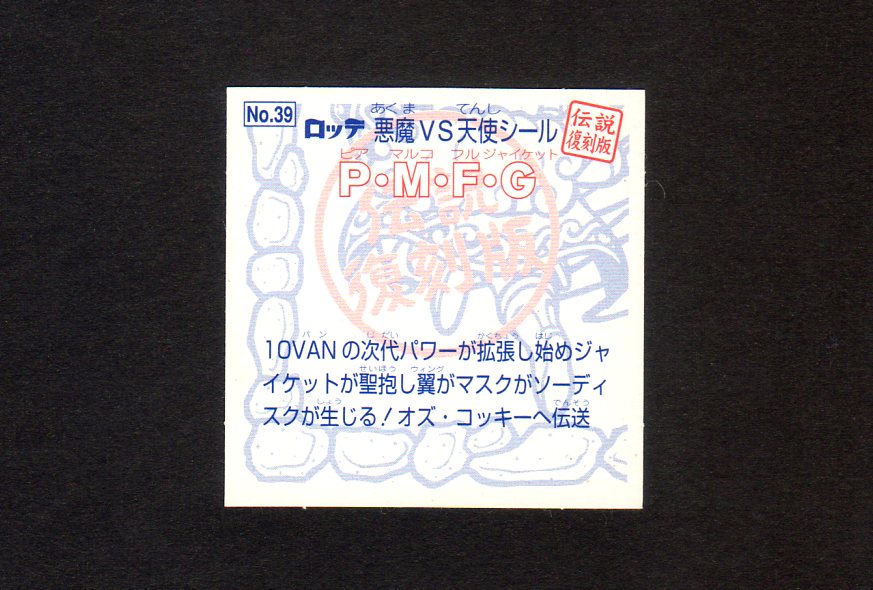 No.39
ロッテ 悪魔VS天使シール
あくま てんし
伝説
復刻版
ピア マルコ フル ジャイケット
P・M・F・G
伝説
復刻版
パン じだい かくちょう はじ
10VANの次代パワーが拡張し始めジャ
せいほう ウィング
イケットが聖抱し翼がマスクがソーディ
しょう でんそう
スクが生じる!オズ・コッキーへ伝送